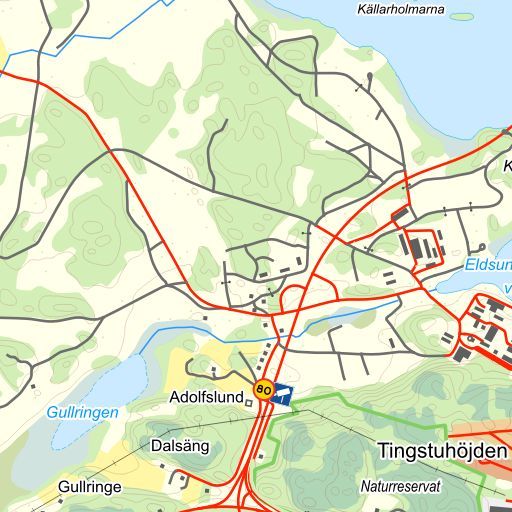 Källarholmarna
K
Eldsun
v
Gullringen
80
Adolfslund
Dalsäng
Tingstuhöjden
Gullringe
Naturreservat